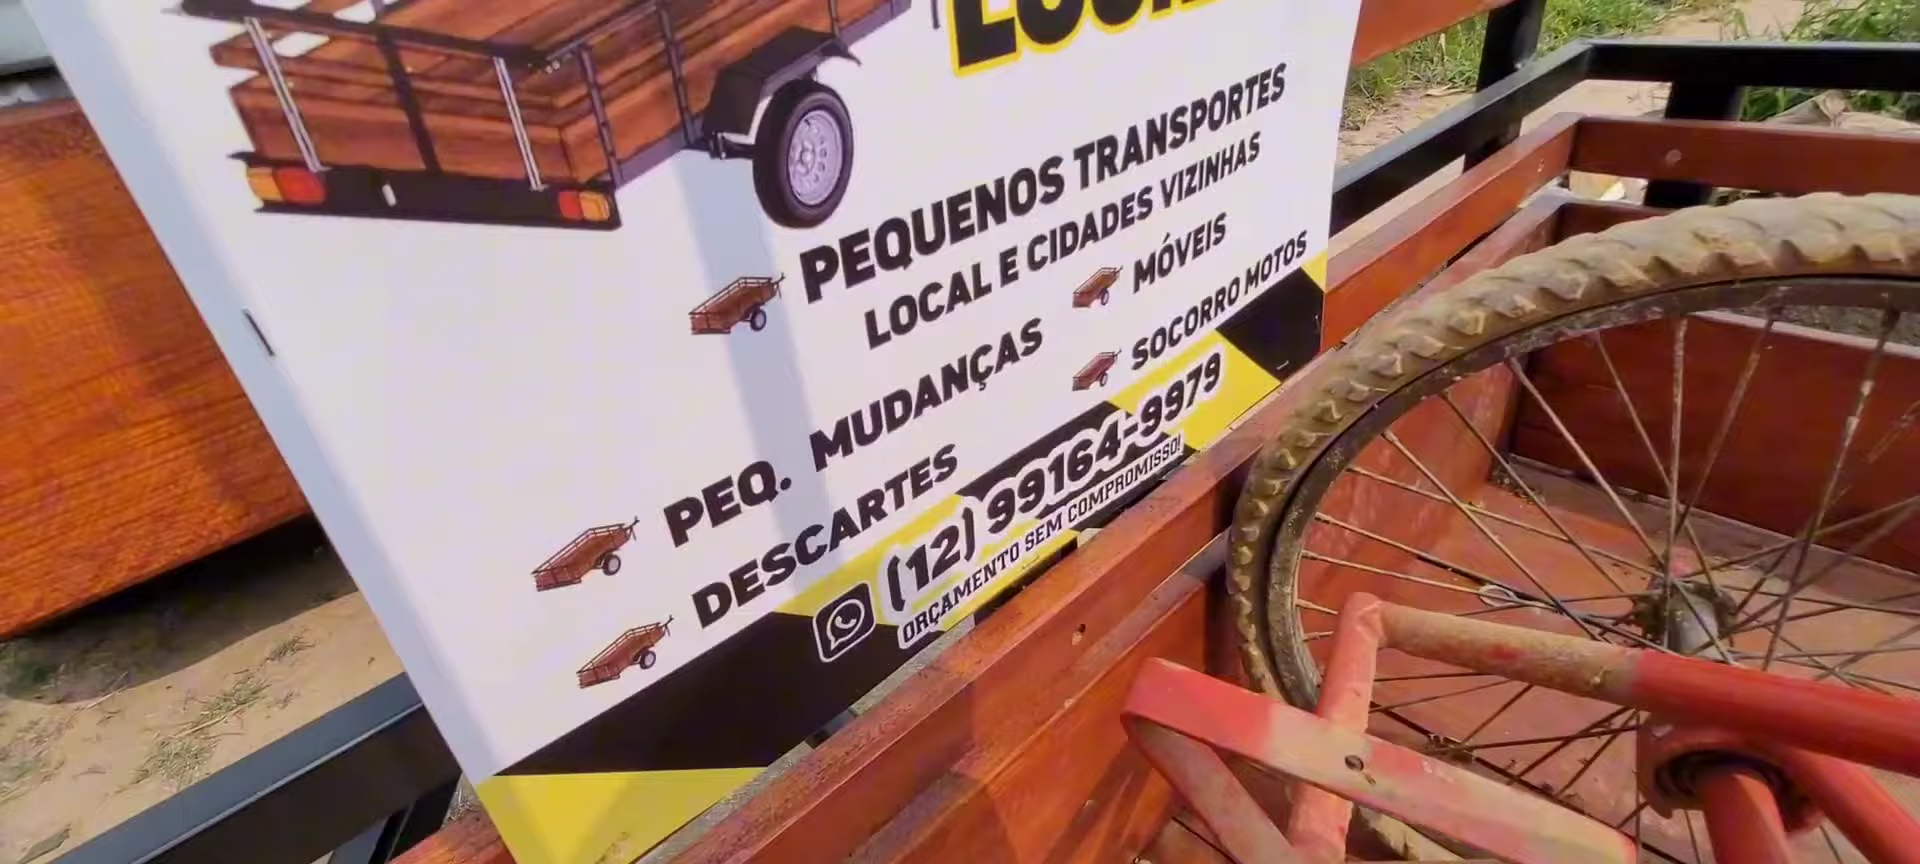 PEQUENOS TRANSPORTES
LOCAL E CIDADES VIZINHAS
PEQ. MUDANÇAS
MÓVEIS
DESCARTES
SOCORRO MOTOS
(12) 99164-9979
ORÇAMENTO SEM COMPROMISSO!